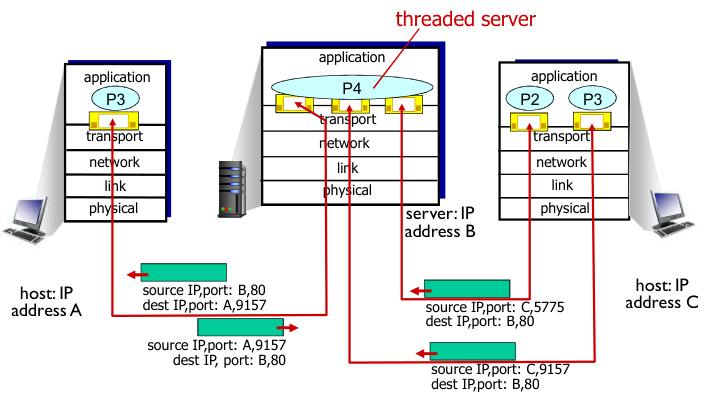 threaded server
application
P3
transport
network
link
physical
host: IP
address A
application
P4
transport
network
link
physical
server: IP
address B
application
P2
P3
transport
network
link
physical
host: IP
address C
source IP,port: B,80
dest IP,port: A,9157
source IP,port: A,9157
dest IP, port: B,80
source IP,port: C,5775
dest IP,port: B,80
source IP,port: C,9157
dest IP,port: B,80